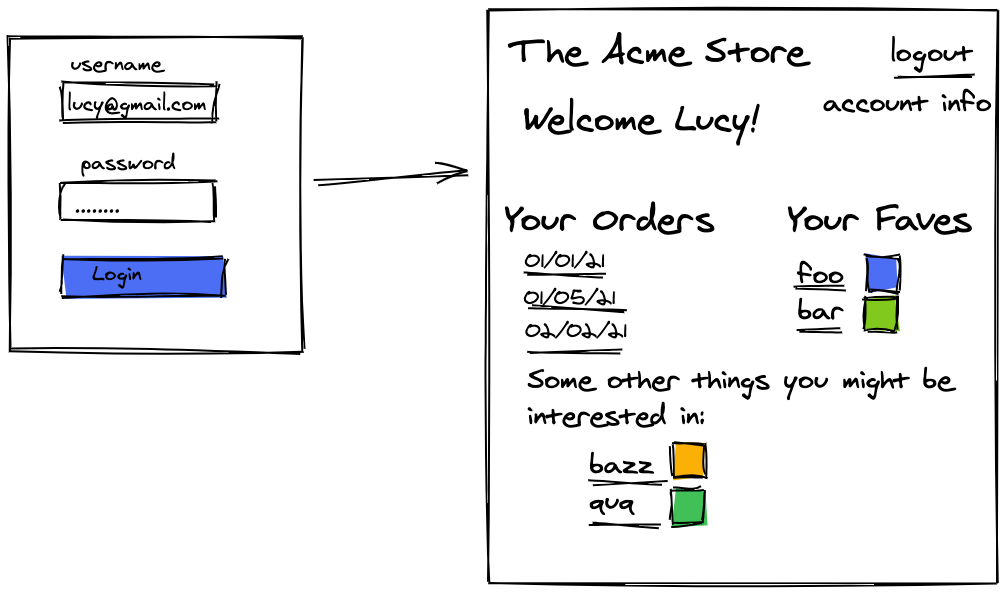 username
lucy@gmail.com
password
........
Login
The Acme Store
logout
account info
Welcome Lucy!
Your Orders
01/01/21
01/05/21
02/02/21
Your Faves
foo
bar
Some other things you might be
interested in:
bazz
qua